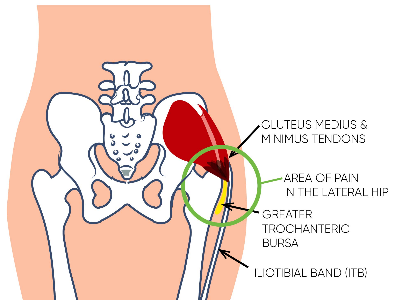 GLUTEUS MEDIUS &
MINIMUS TENDONS
AREA OF PAIN
IN THE LATERAL HIP
GREATER
TROCHANTERIC
BURSA
ILIOTIBIAL BAND (ITB)